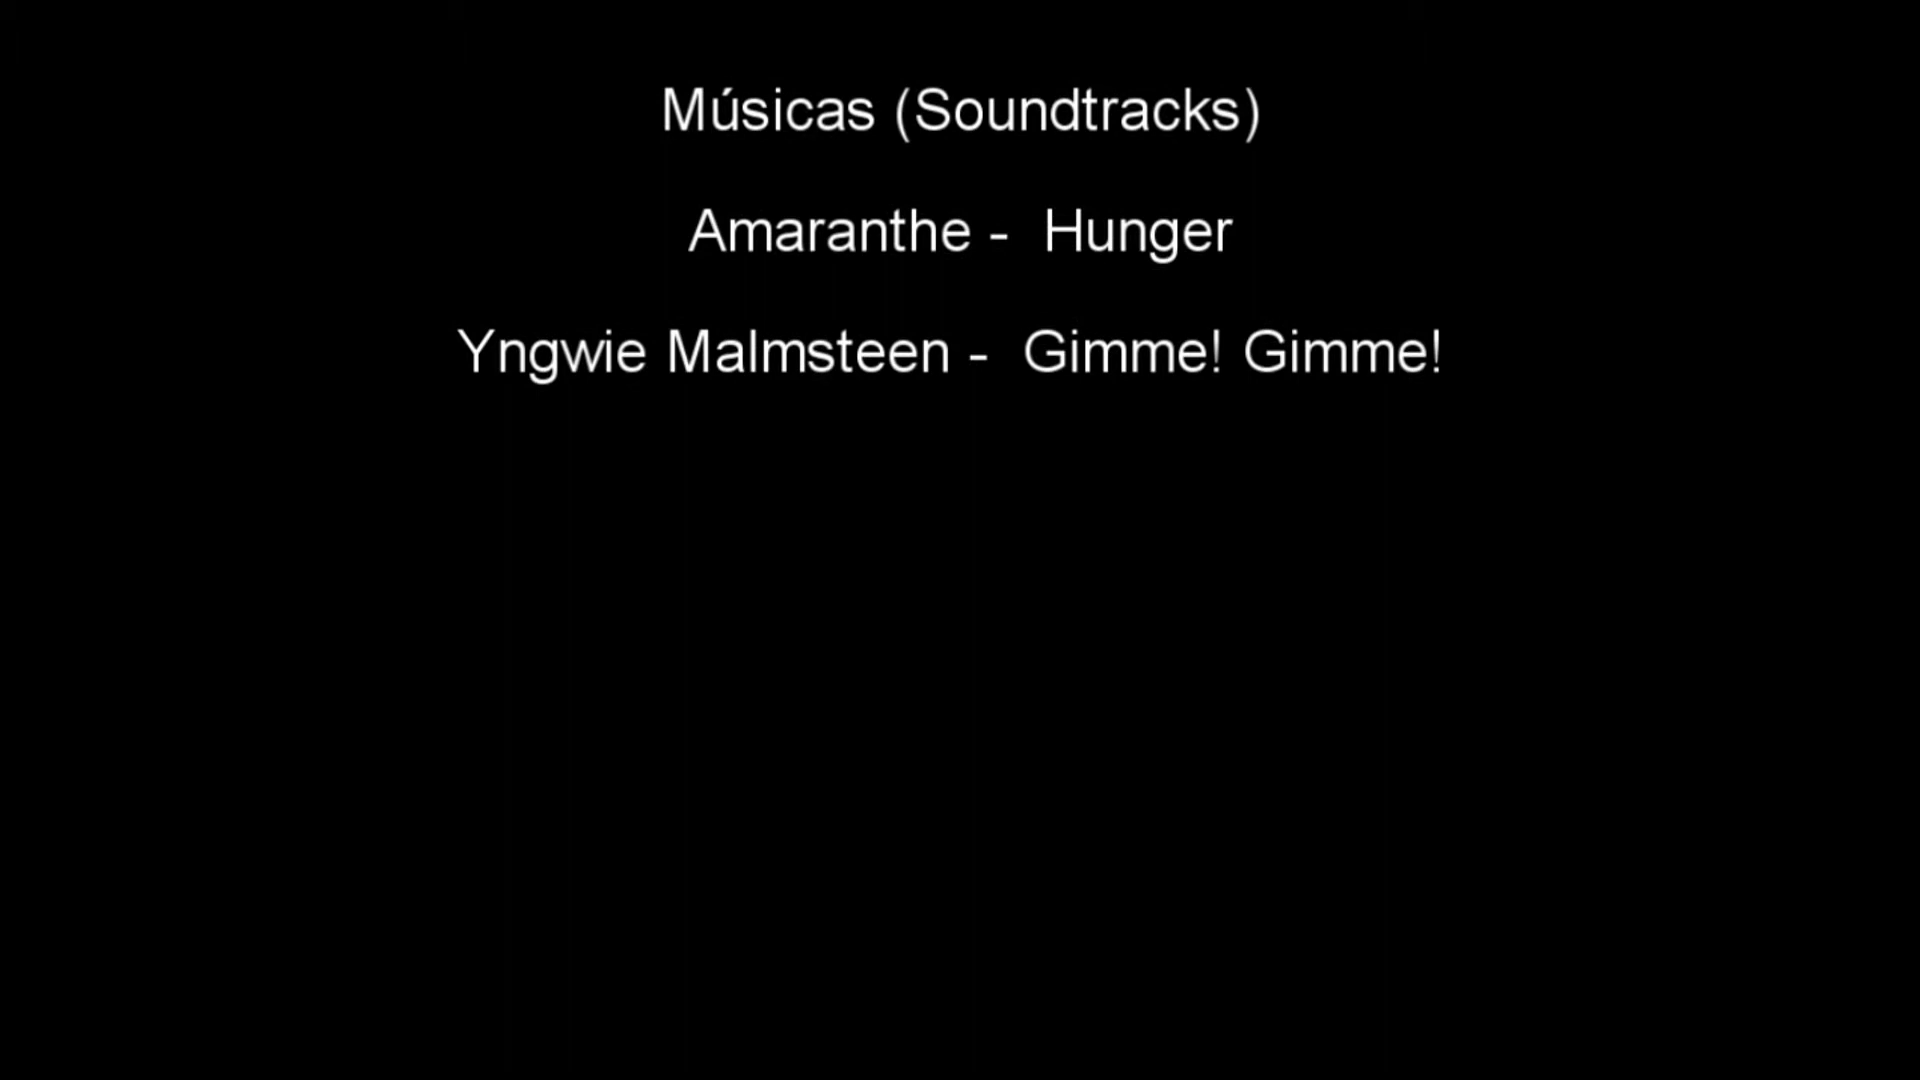 Músicas (Soundtracks)
Amaranthe -  Hunger
Yngwie Malmsteen -  Gimme! Gimme!